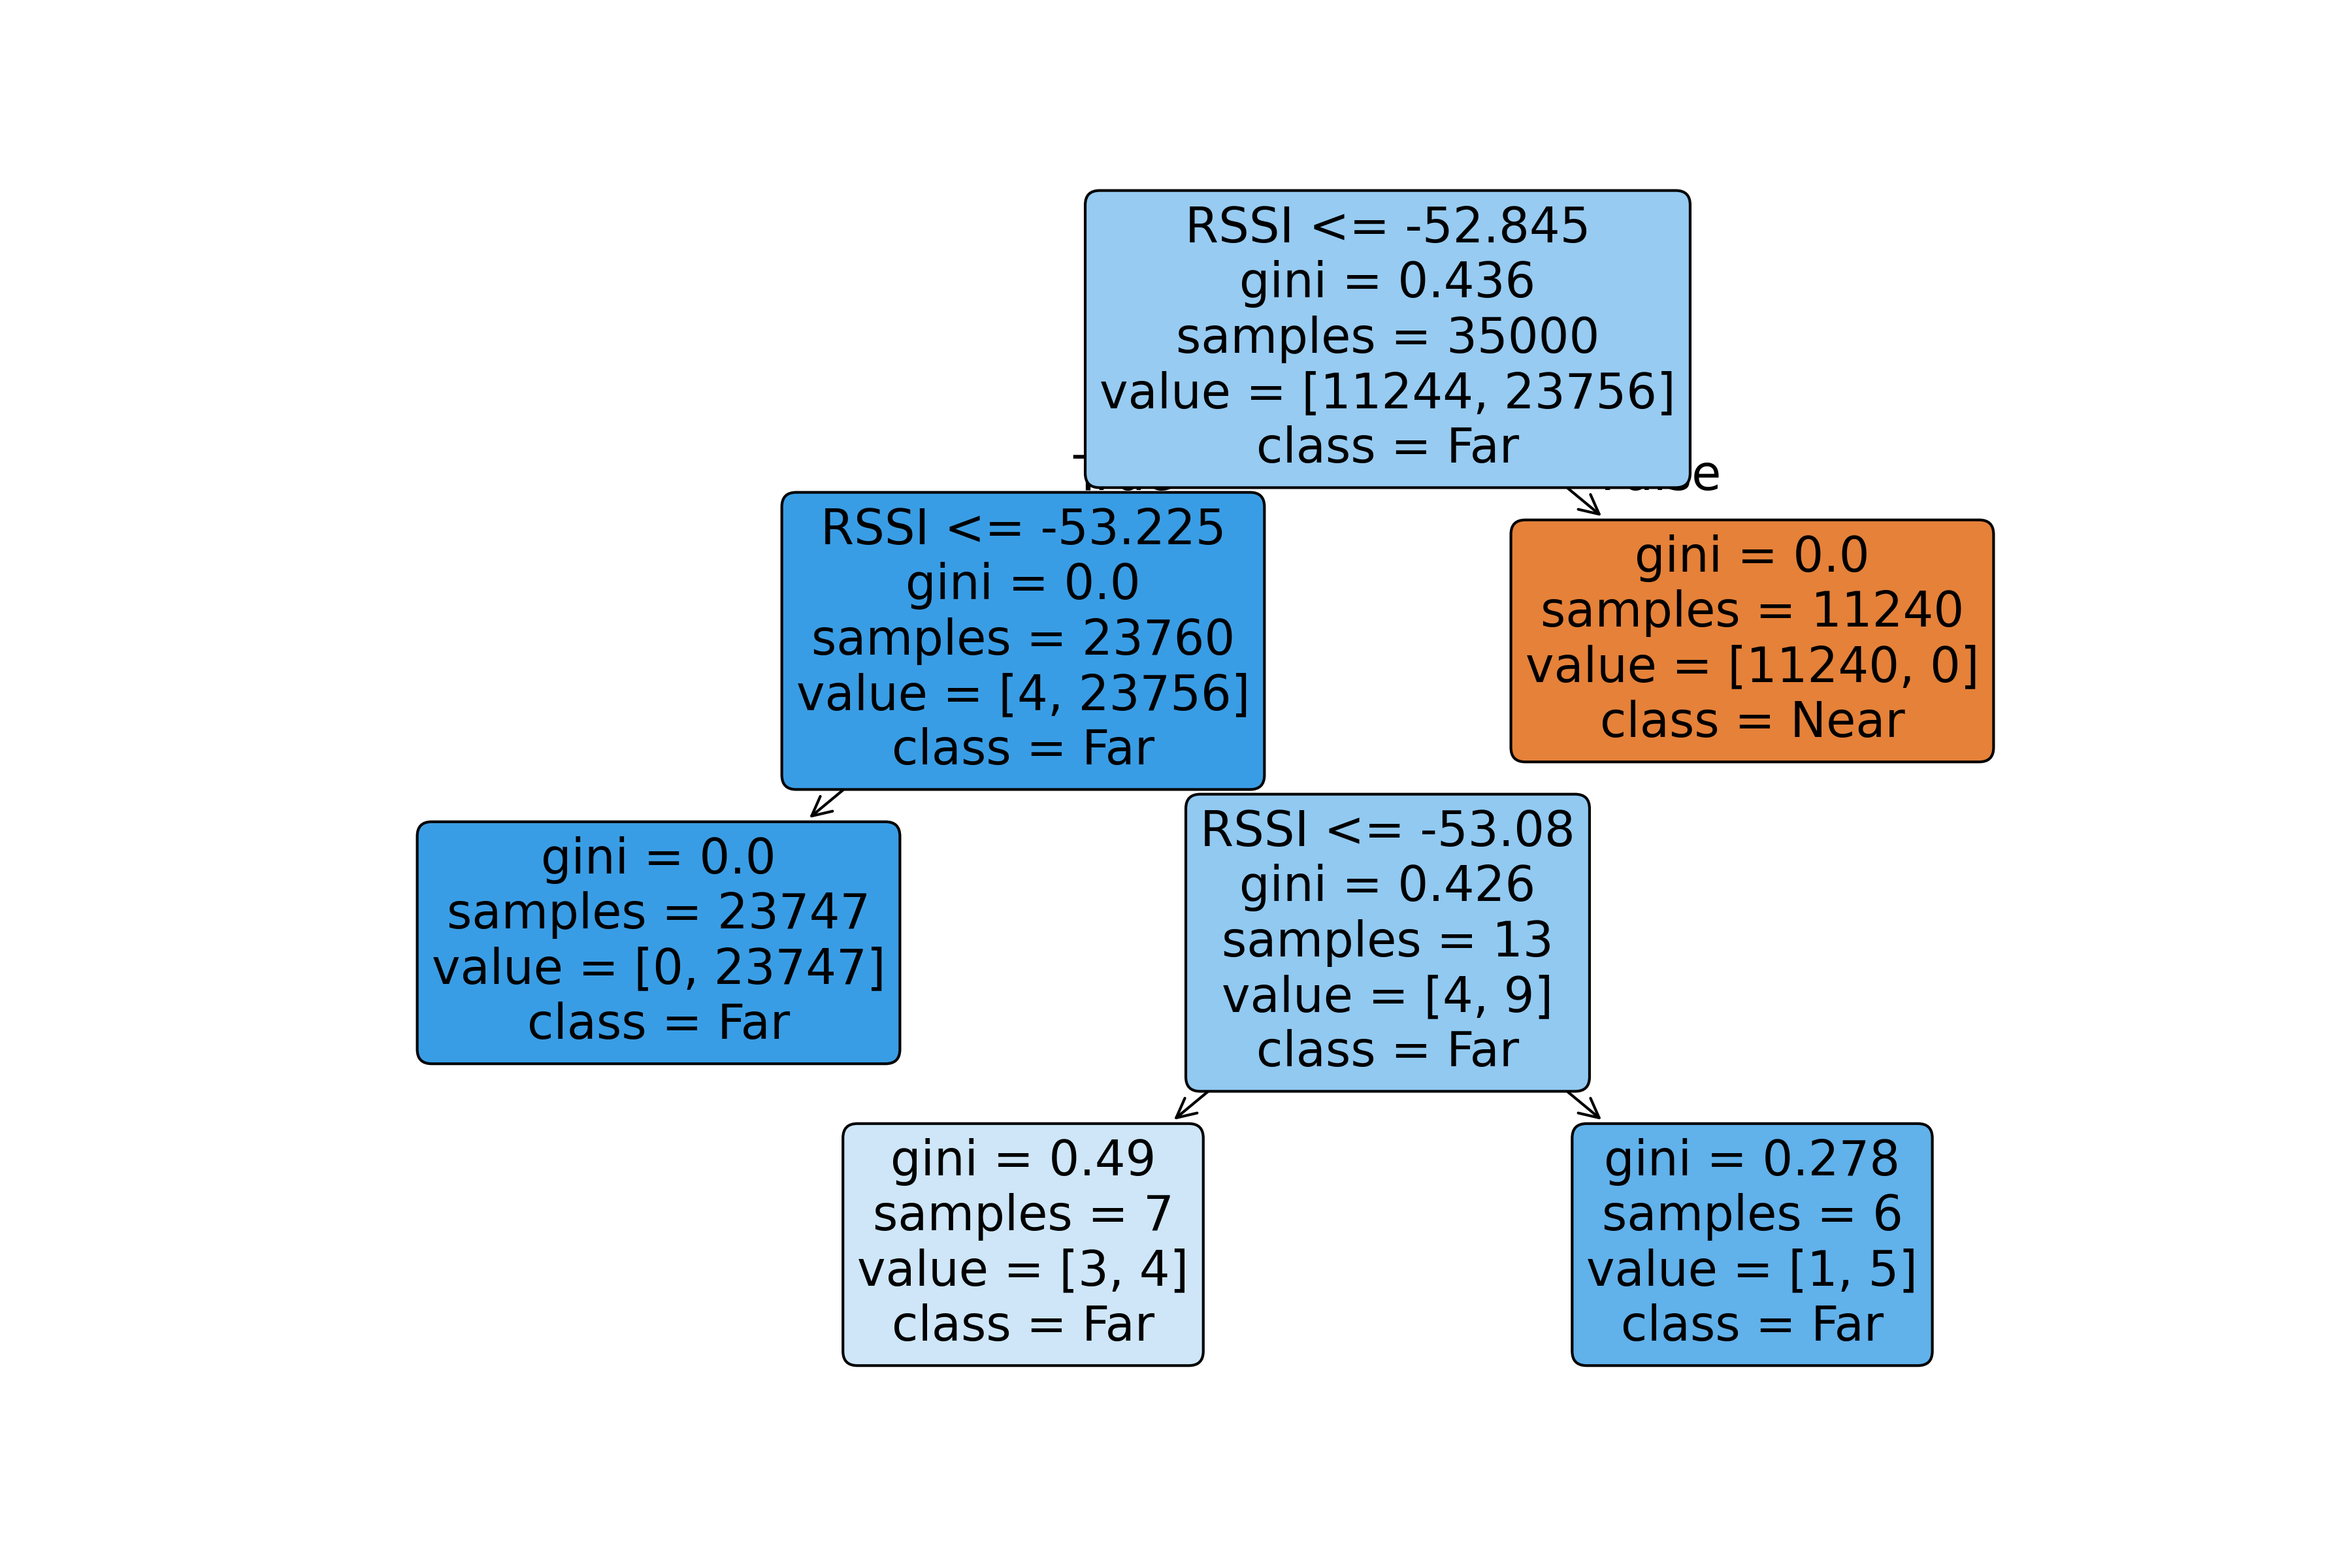 RSSI <= -52.845
gini = 0.436
samples = 35000
value = [11244, 23756]
class = Far
RSSI <= -53.225
gini = 0.0
samples = 23760
value = [4, 23756]
class = Far
gini = 0.0
samples = 11240
value = [11240, 0]
class = Near
gini = 0.0
samples = 23747
value = [0, 23747]
class = Far
RSSI <= -53.08
gini = 0.426
samples = 13
value = [4, 9]
class = Far
gini = 0.49
samples = 7
value = [3, 4]
class = Far
gini = 0.278
samples = 6
value = [1, 5]
class = Far